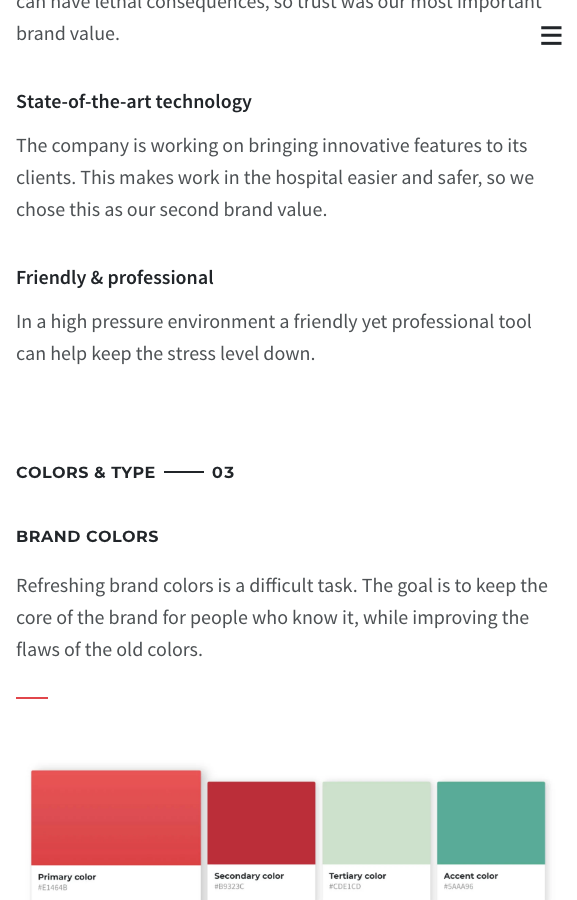 can have lethal consequences, so trust was our most important
brand value.
State-of-the-art technology
The company is working on bringing innovative features to its
clients. This makes work in the hospital easier and safer, so we
chose this as our second brand value.
Friendly & professional
In a high pressure environment a friendly yet professional tool
can help keep the stress level down.
COLORS & TYPE — 03
BRAND COLORS
Refreshing brand colors is a difficult task. The goal is to keep the
core of the brand for people who know it, while improving the
flaws of the old colors.
Primary color
#E1464B
Secondary color
#B9323C
Tertiary color
#CDE1CD
Accent color
#5AAA96